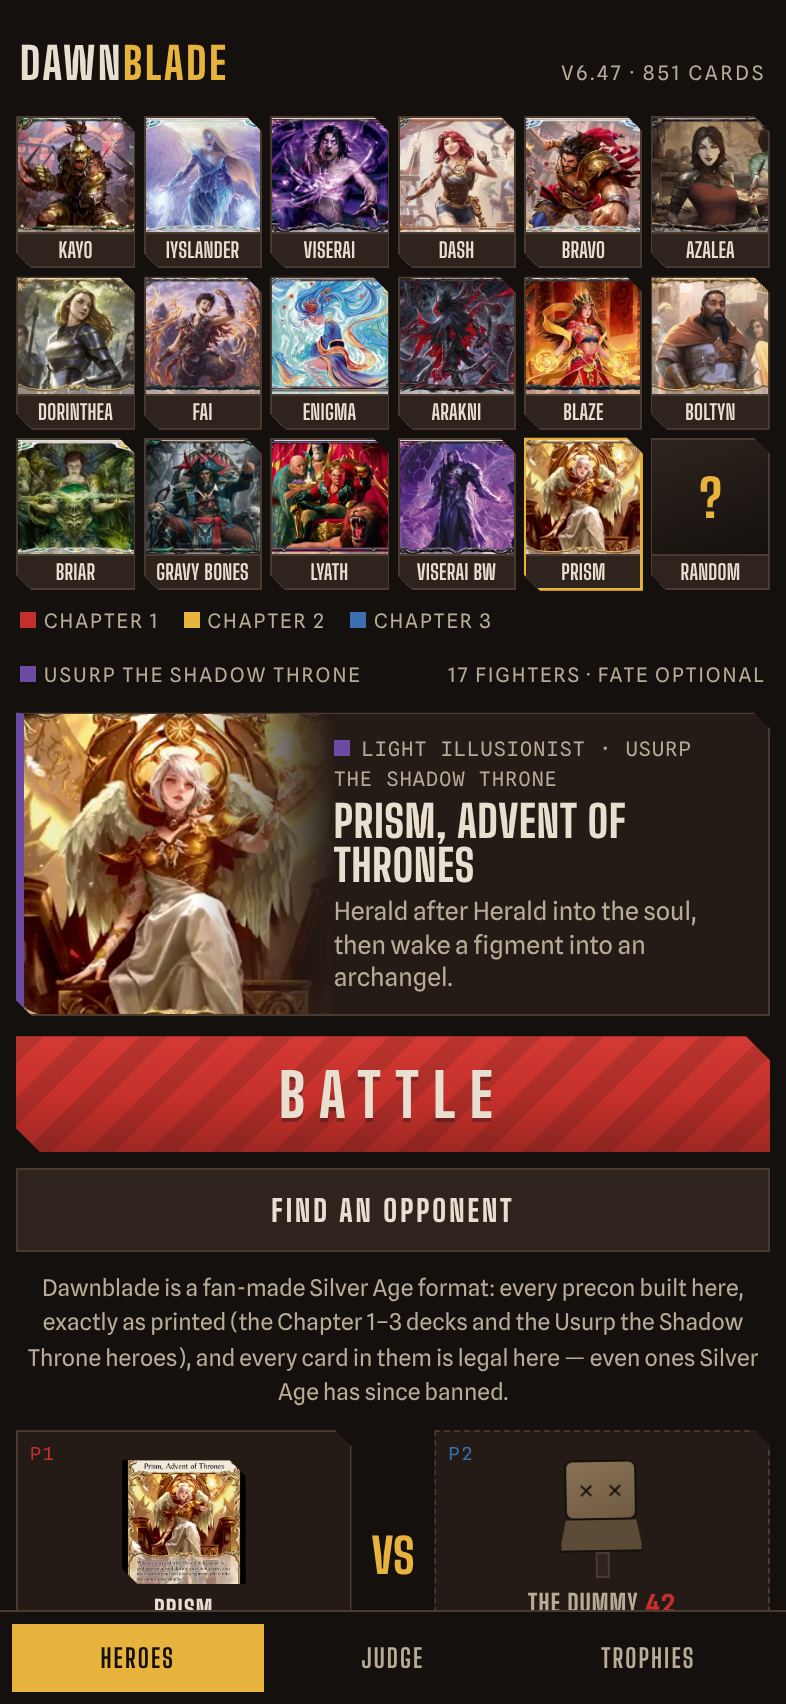 DAWNBLADE
V6.47 · 851 CARDS
KAYO
IYSLANDER
VISERAI
DASH
BRAVO
AZALEA
DORINTHEA
FAI
ENIGMA
ARAKNI
BLAZE
BOLTYN
BRIAR
GRAVY BONES
LYATH
VISERAI BW
PRISM
?
RANDOM
CHAPTER 1
CHAPTER 2
CHAPTER 3
USURP THE SHADOW THRONE
17 FIGHTERS · FATE OPTIONAL
LIGHT ILLUSIONIST · USURP
THE SHADOW THRONE
PRISM, ADVENT OF
THRONES
Herald after Herald into the soul,
then wake a figment into an
archangel.
BATTLE
FIND AN OPPONENT
Dawnblade is a fan-made Silver Age format: every precon built here,
exactly as printed (the Chapter 1–3 decks and the Usurp the Shadow
Throne heroes), and every card in them is legal here — even ones Silver
Age has since banned.
P1
Prism, Advent of Thrones
PRISM
VS
P2
THE DUMMY 42
HEROES
JUDGE
TROPHIES